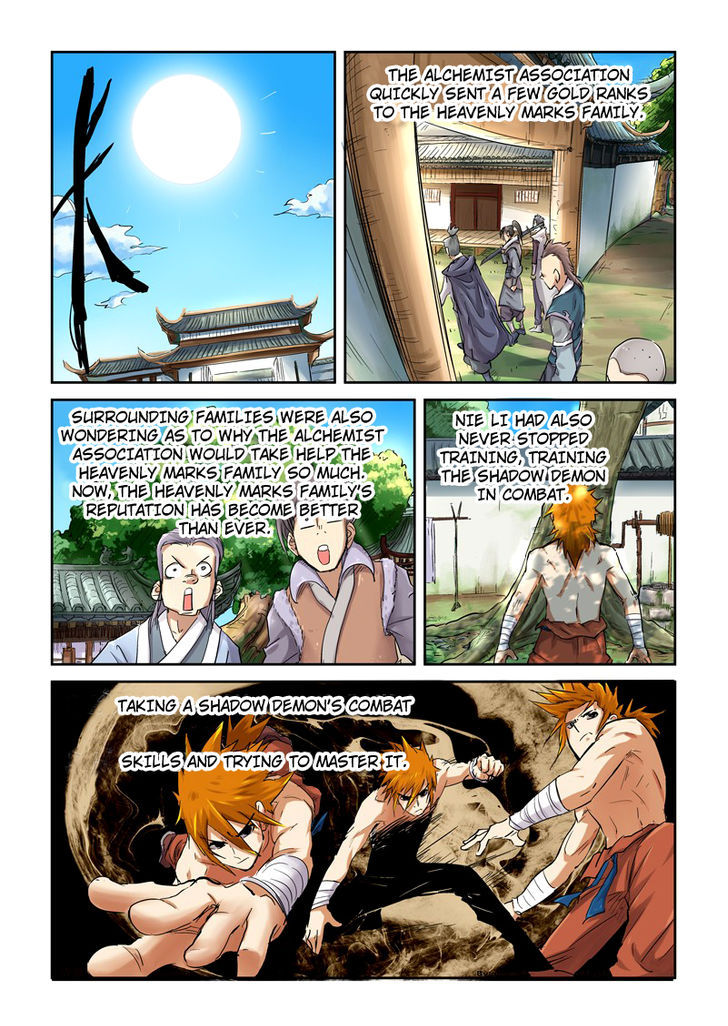 THE ALCHEMIST ASSOCIATION
QUICKLY SENT A FEW GOLD RANKS
TO THE HEAVENLY MARKS FAMILY.
SURROUNDING FAMILIES WERE ALSO
WONDERING AS TO WHY THE ALCHEMIST
ASSOCIATION WOULD TAKE HELP THE
HEAVENLY MARKS FAMILY SO MUCH.
NOW, THE HEAVENLY MARKS FAMILY'S
REPUTATION HAS BECOME BETTER
THAN EVER.
NIE LI HAD ALSO
NEVER STOPPED
TRAINING, TRAINING
THE SHADOW DEMON
IN COMBAT.
TAKING A SHADOW DEMON'S COMBAT
SKILLS AND TRYING TO MASTER IT.